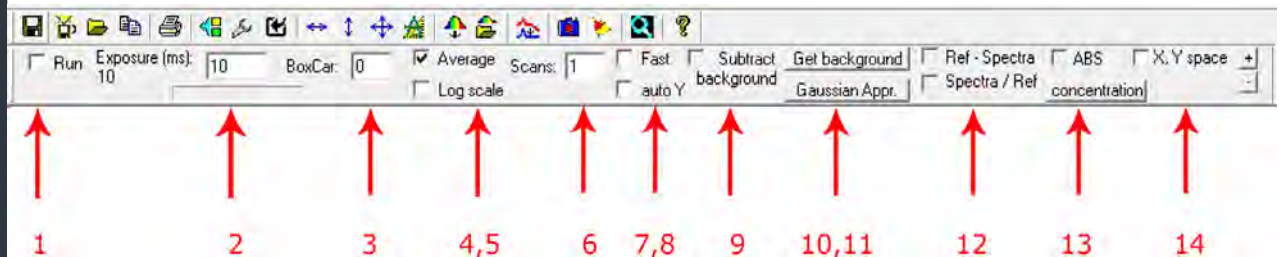 Run Exposure (ms): 10 BoxCar: 0 Average Scans: 1 Fast Subtract Get background Ref - Spectra ABS X, Y space +
10 Log scale auto Y background Gaussian Appr. Spectra / Ref concentration -
1 2 3 4,5 6 7,8 9 10,11 12 13 14